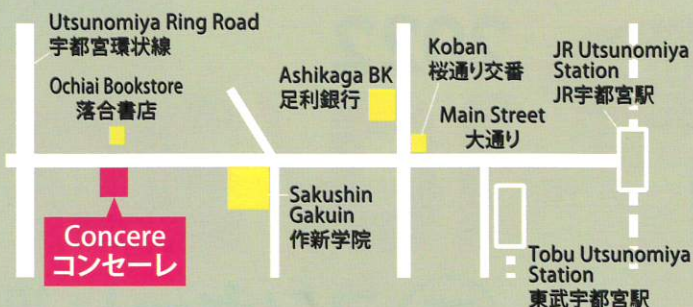 Utsunomiya Ring Road
宇都宮環状線
Ochiai Bookstore
落合書店
Ashikaga BK
足利銀行
Koban
桜通り交番
JR Utsunomiya
Station
JR宇都宮駅
Main Street
大通り
Sakushin
Gakuin
作新学院
Concere
コンセーレ
Tobu Utsunomiya
Station
東武宇都宮駅